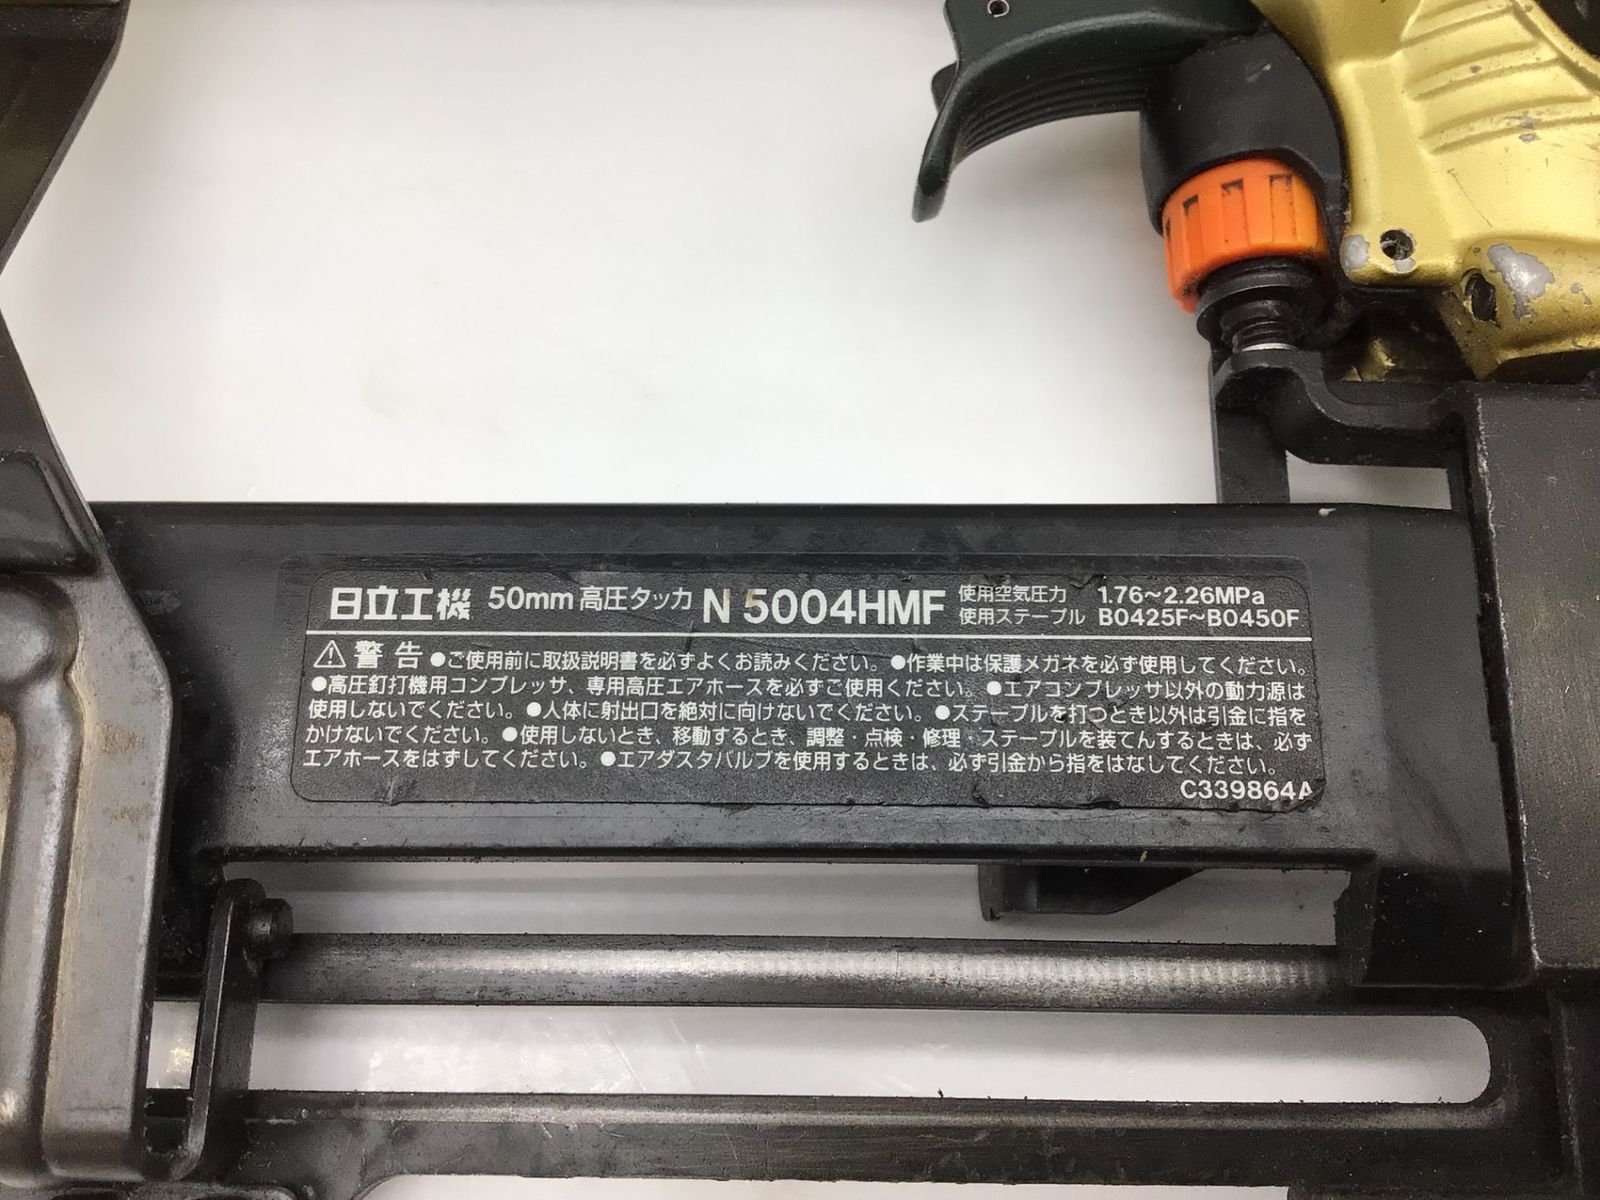 日立工機 50mm 高圧タッカ N 5004HMF 使用空気圧力 1.76~2.26MPa
使用ステープル B0425F~B0450F
⚠ 警告 ●ご使用前に取扱説明書を必ずよくお読みください。●作業中は保護メガネを必ず使用してください。
●高圧釘打機用コンプレッサ、専用高圧エアホースを必ずご使用ください。●エアコンプレッサ以外の動力源は
使用しないでください。●人体に射出口を絶対に向けないでください。●ステープルを打つとき以外は引金に指を
かけないでください。●使用しないとき、移動するとき、調整・点検・修理・ステープルを装てんするときは、必ず
エアホースをはずしてください。●エアダスタバルブを使用するときは、必ず引金から指をはなしてください。
C339864A